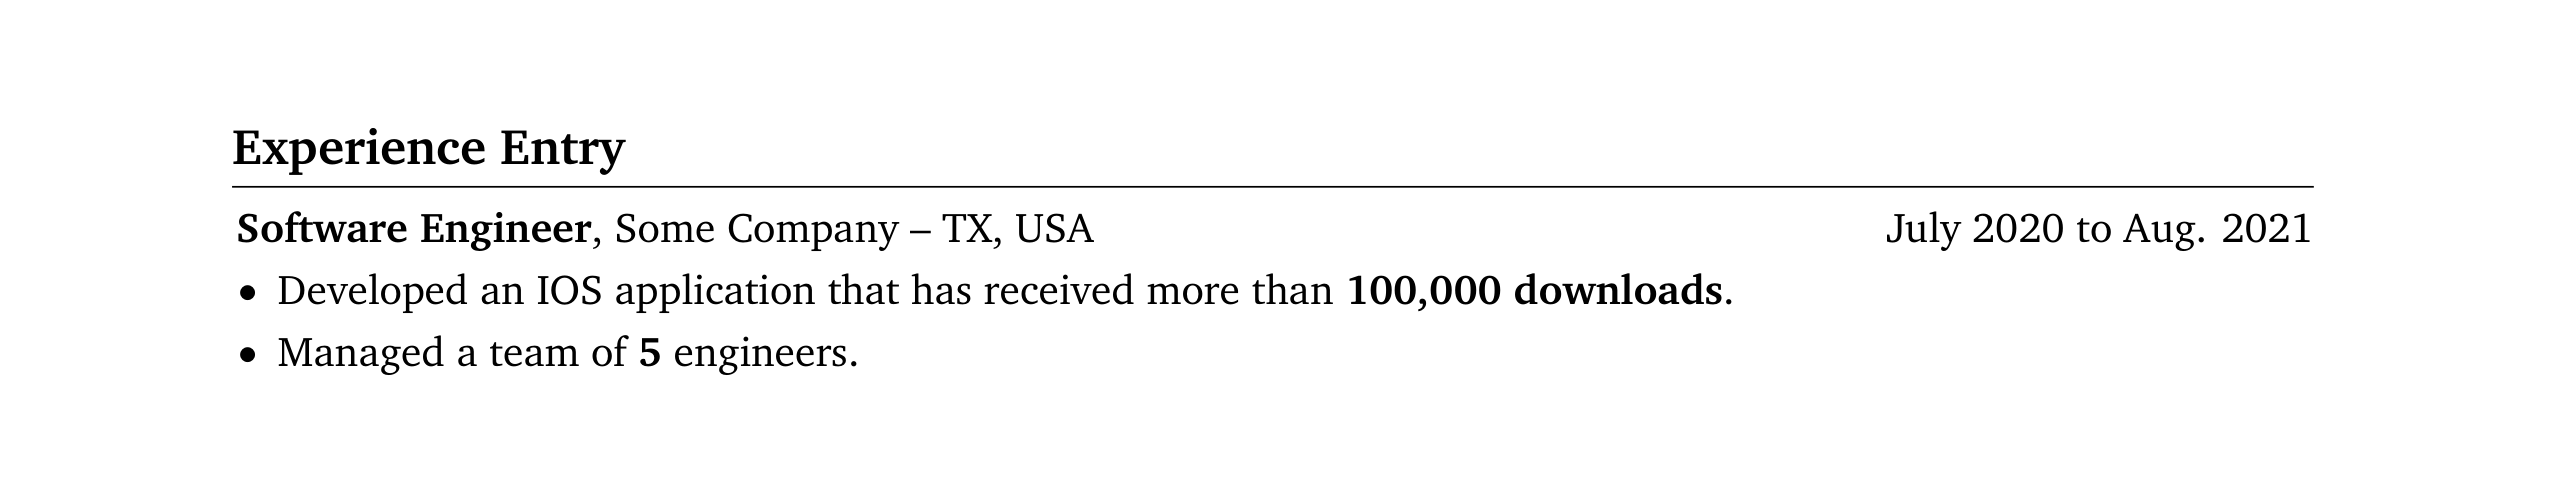 Experience Entry
Software Engineer, Some Company – TX, USA July 2020 to Aug. 2021
• Developed an IOS application that has received more than 100,000 downloads.
• Managed a team of 5 engineers.